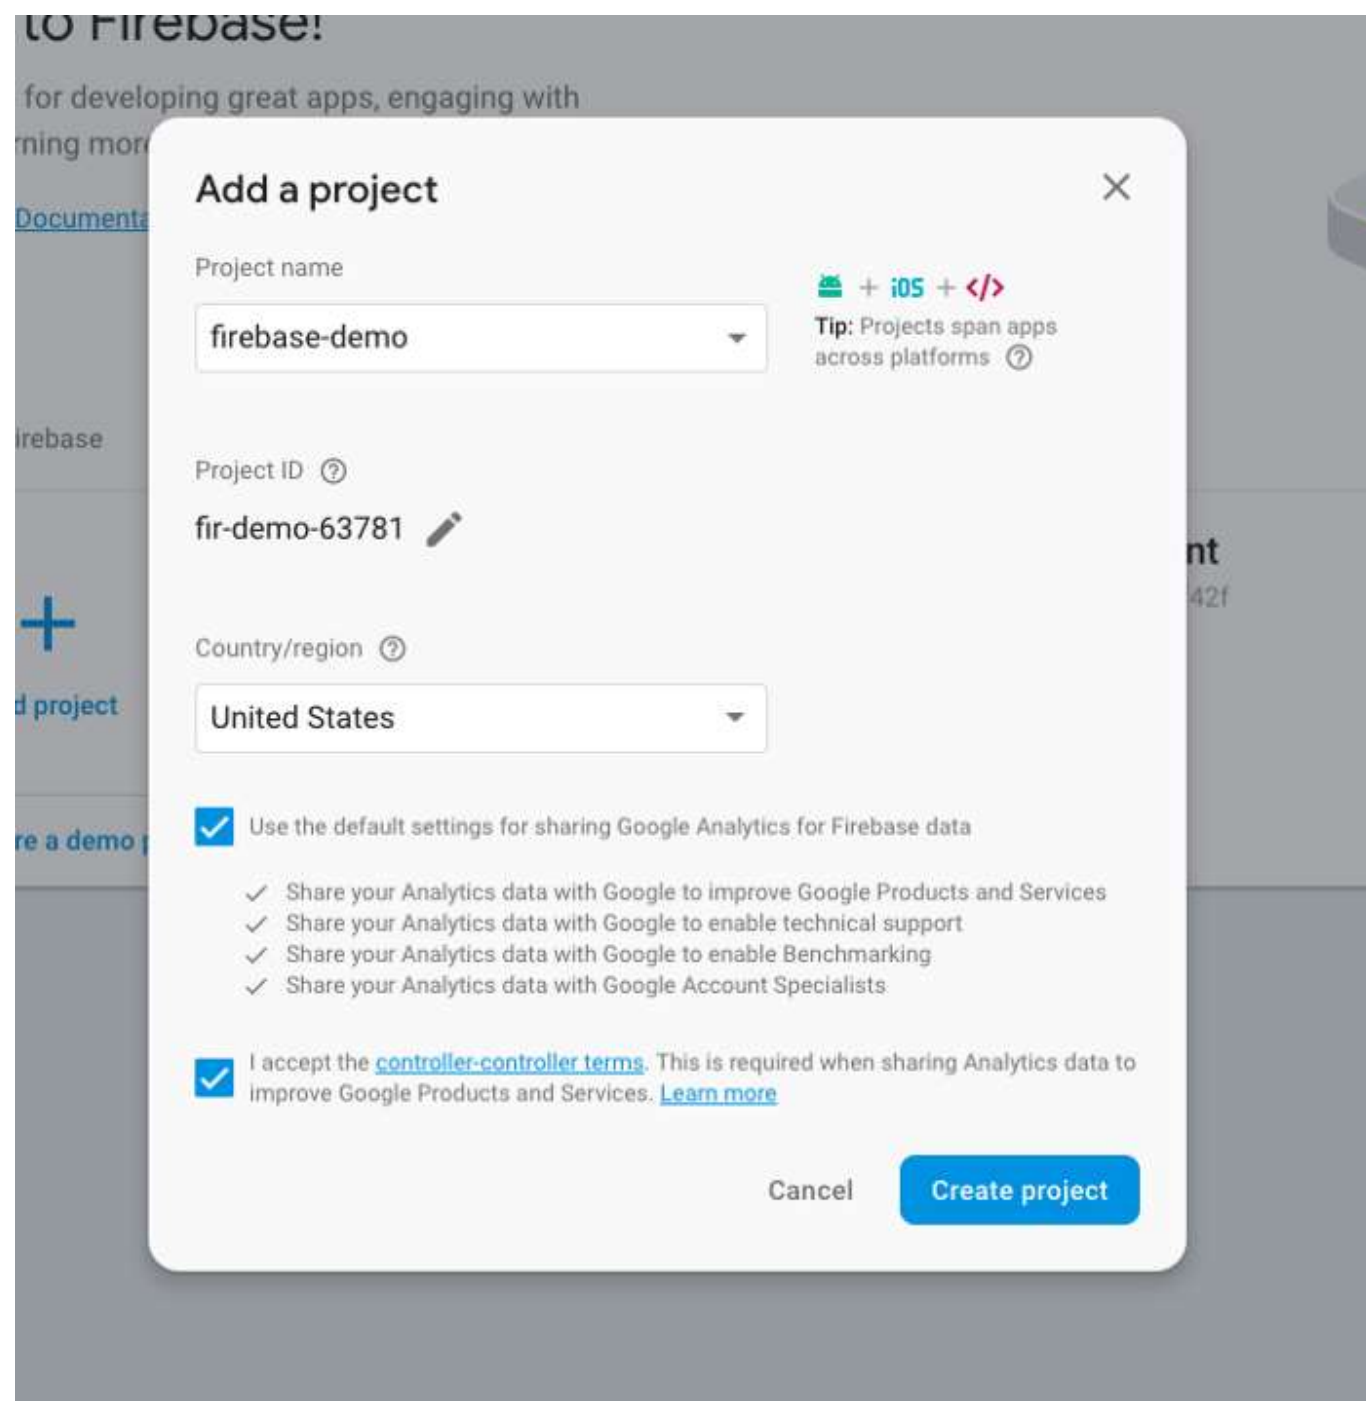 to Firebase!
for developing great apps, engaging with
rning more
Documenta
Add a project
Project name
iOS </>
firebase-demo
Tip: Projects span apps
across platforms
irebase
Project ID
fir-demo-63781
nt
42f
Country/region
d project
United States
Use the default settings for sharing Google Analytics for Firebase data
re a demo p
Share your Analytics data with Google to improve Google Products and Services
Share your Analytics data with Google to enable technical support
Share your Analytics data with Google to enable Benchmarking
Share your Analytics data with Google Account Specialists
I accept the controller-controller terms. This is required when sharing Analytics data to
improve Google Products and Services. Learn more
Cancel
Create project